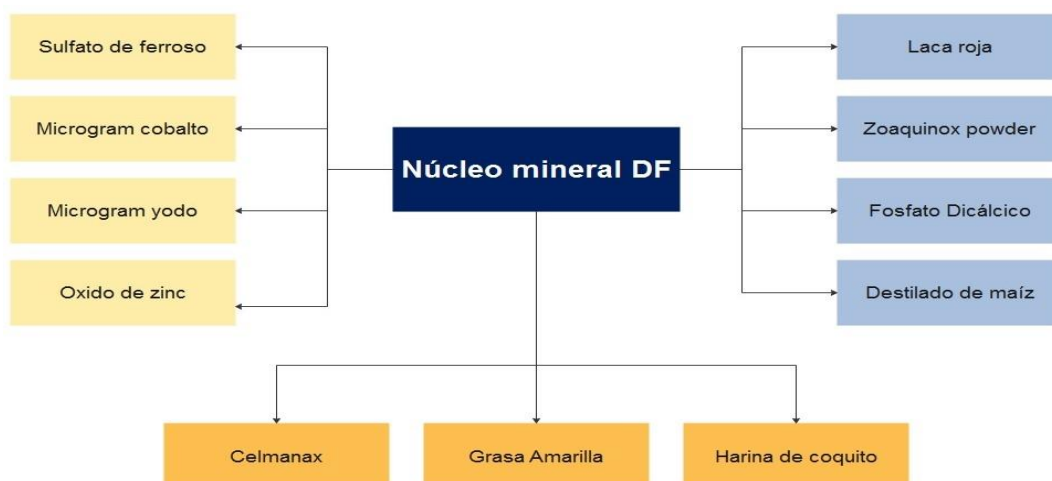 Sulfato de ferroso
Microgram cobalto
Microgram yodo
Oxido de zinc
Núcleo mineral DF
Laca roja
Zoaquinox powder
Fosfato Dicálcico
Destilado de maíz
Celmanax
Grasa Amarilla
Harina de coquito